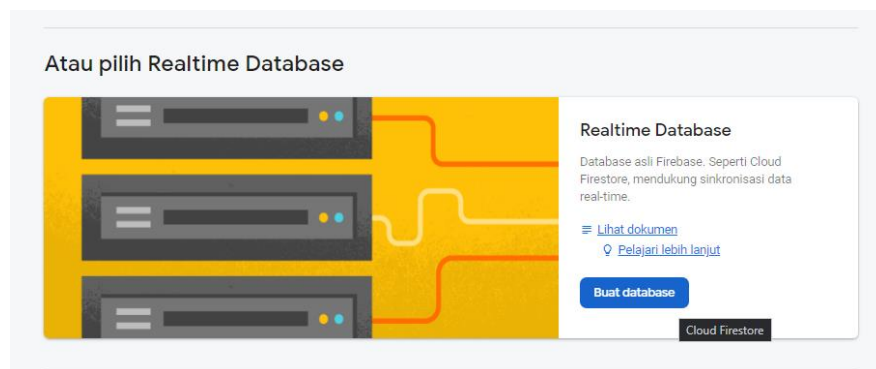 Atau pilih Realtime Database
Realtime Database
Database asli Firebase. Seperti Cloud
Firestore, mendukung sinkronisasi data
real-time.
Lihat dokumen
Pelajari lebih lanjut
Buat database
Cloud Firestore